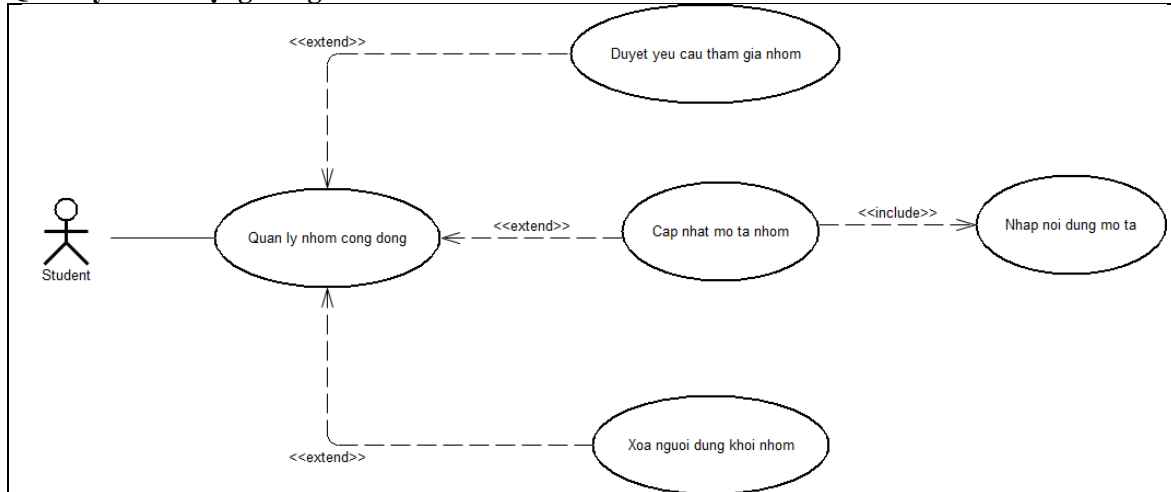 <<extend>>
Duyet yeu cau tham gia nhom
Student
Quan ly nhom cong dong
<<extend>>
Cap nhat mo ta nhom
<<include>>
Nhap noi dung mo ta
<<extend>>
Xoa nguoi dung khoi nhom